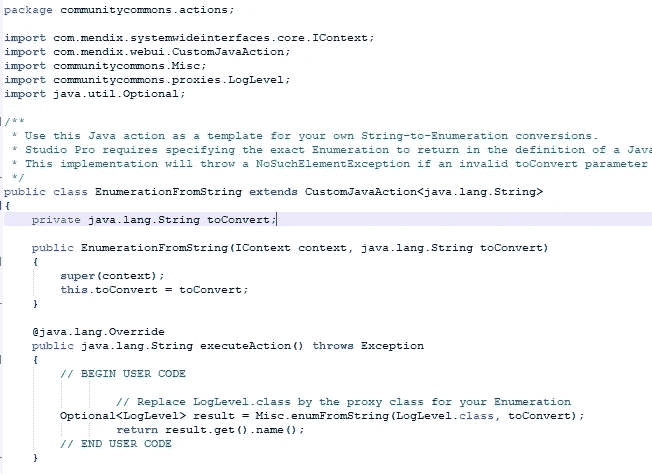 package communitycommons.actions;
import com.mendix.systemwideinterfaces.core.IContext;
import com.mendix.webui.CustomJavaAction;
import communitycommons.Misc;
import communitycommons.proxies.LogLevel;
import java.util.Optional;
/**
* Use this Java action as a template for your own String-to-Enumeration conversions.
* Studio Pro requires specifying the exact Enumeration to return in the definition of a Java
* This implementation will throw a NoSuchElementException if an invalid toConvert parameter
*/
public class EnumerationFromString extends CustomJavaAction<java.lang.String>
{
private java.lang.String toConvert;
public EnumerationFromString(IContext context, java.lang.String toConvert)
{
super(context);
this.toConvert = toConvert;
}
@java.lang.Override
public java.lang.String executeAction() throws Exception
{
// BEGIN USER CODE
// Replace LogLevel.class by the proxy class for your Enumeration
Optional<LogLevel> result = Misc.enumFromString(LogLevel.class, toConvert);
return result.get().name();
// END USER CODE
}